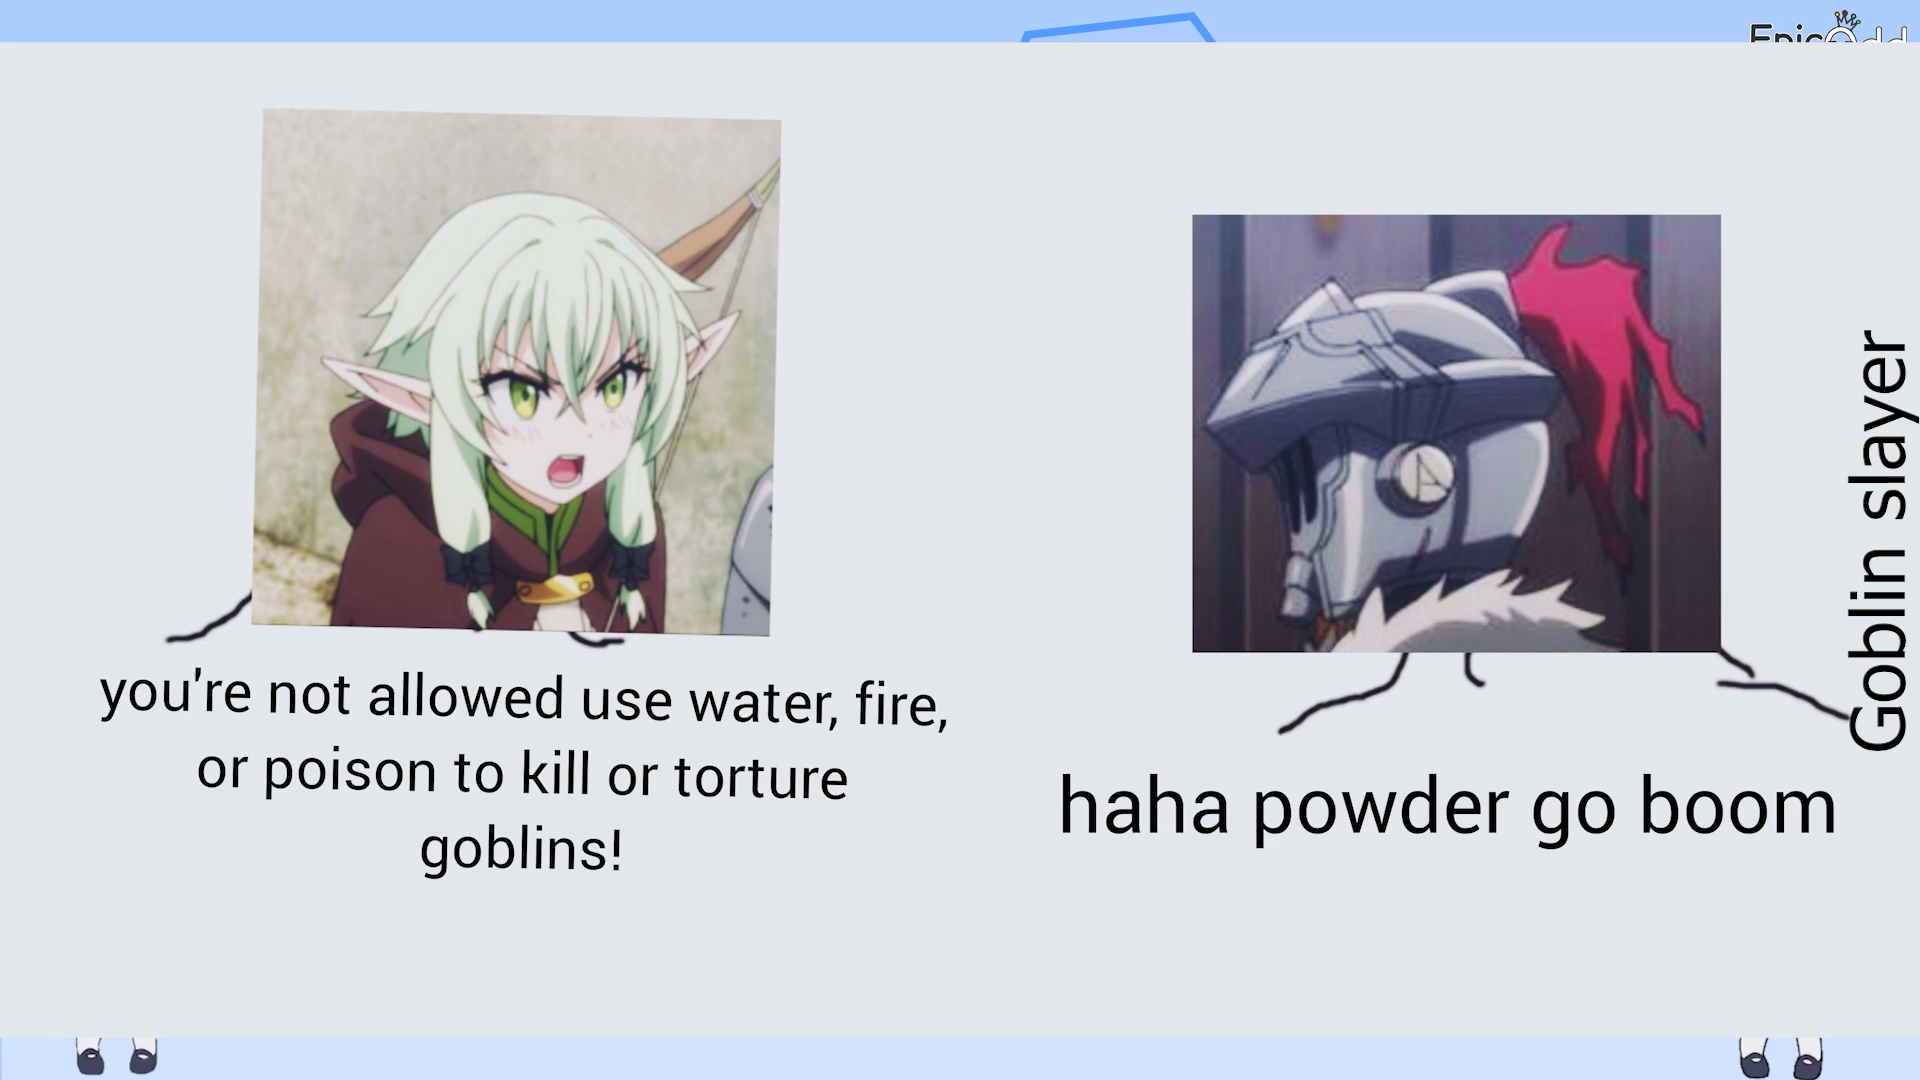 EpicOdd
you're not allowed use water, fire,
or poison to kill or torture
goblins!
haha powder go boom
Goblin slayer